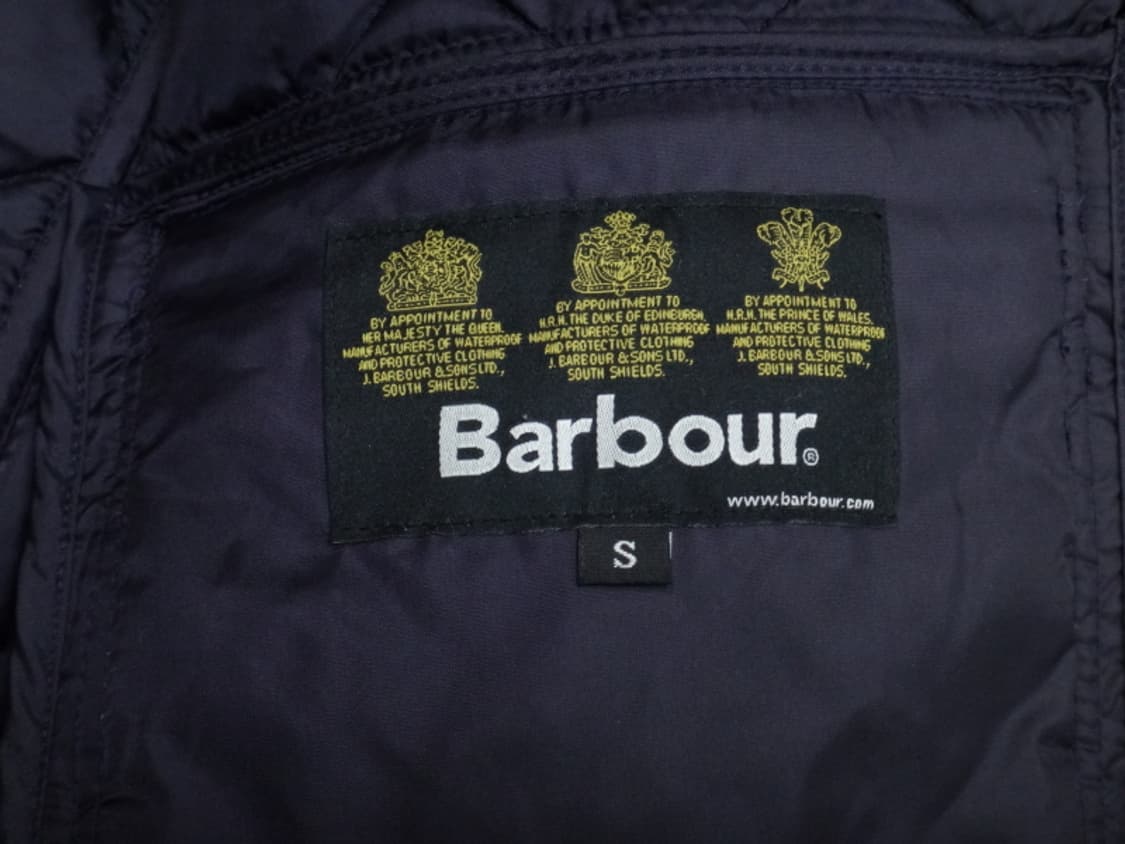 BY APPOINTMENT TO
HER MAJESTY THE QUEEN.
MANUFACTURERS OF WATERPROOF
AND PROTECTIVE CLOTHING
J. BARBOUR & SONS LTD.,
SOUTH SHIELDS.
BY APPOINTMENT TO
H.R.H. THE DUKE OF EDINBURGH
MANUFACTURERS OF WATERPROOF
AND PROTECTIVE CLOTHING
J. BARBOUR & SONS LTD.,
SOUTH SHIELDS.
BY APPOINTMENT TO
H.R.H. THE PRINCE OF WALES
MANUFACTURERS OF WATERPROOF
AND PROTECTIVE CLOTHING
J. BARBOUR & SONS LTD.,
SOUTH SHIELDS.
Barbour®
www.barbour.com
S